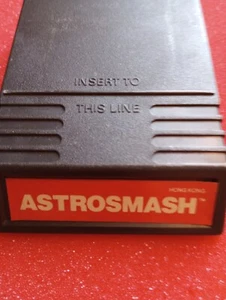 INSERT TO
THIS LINE
HONG KONG
ASTROSMASH™